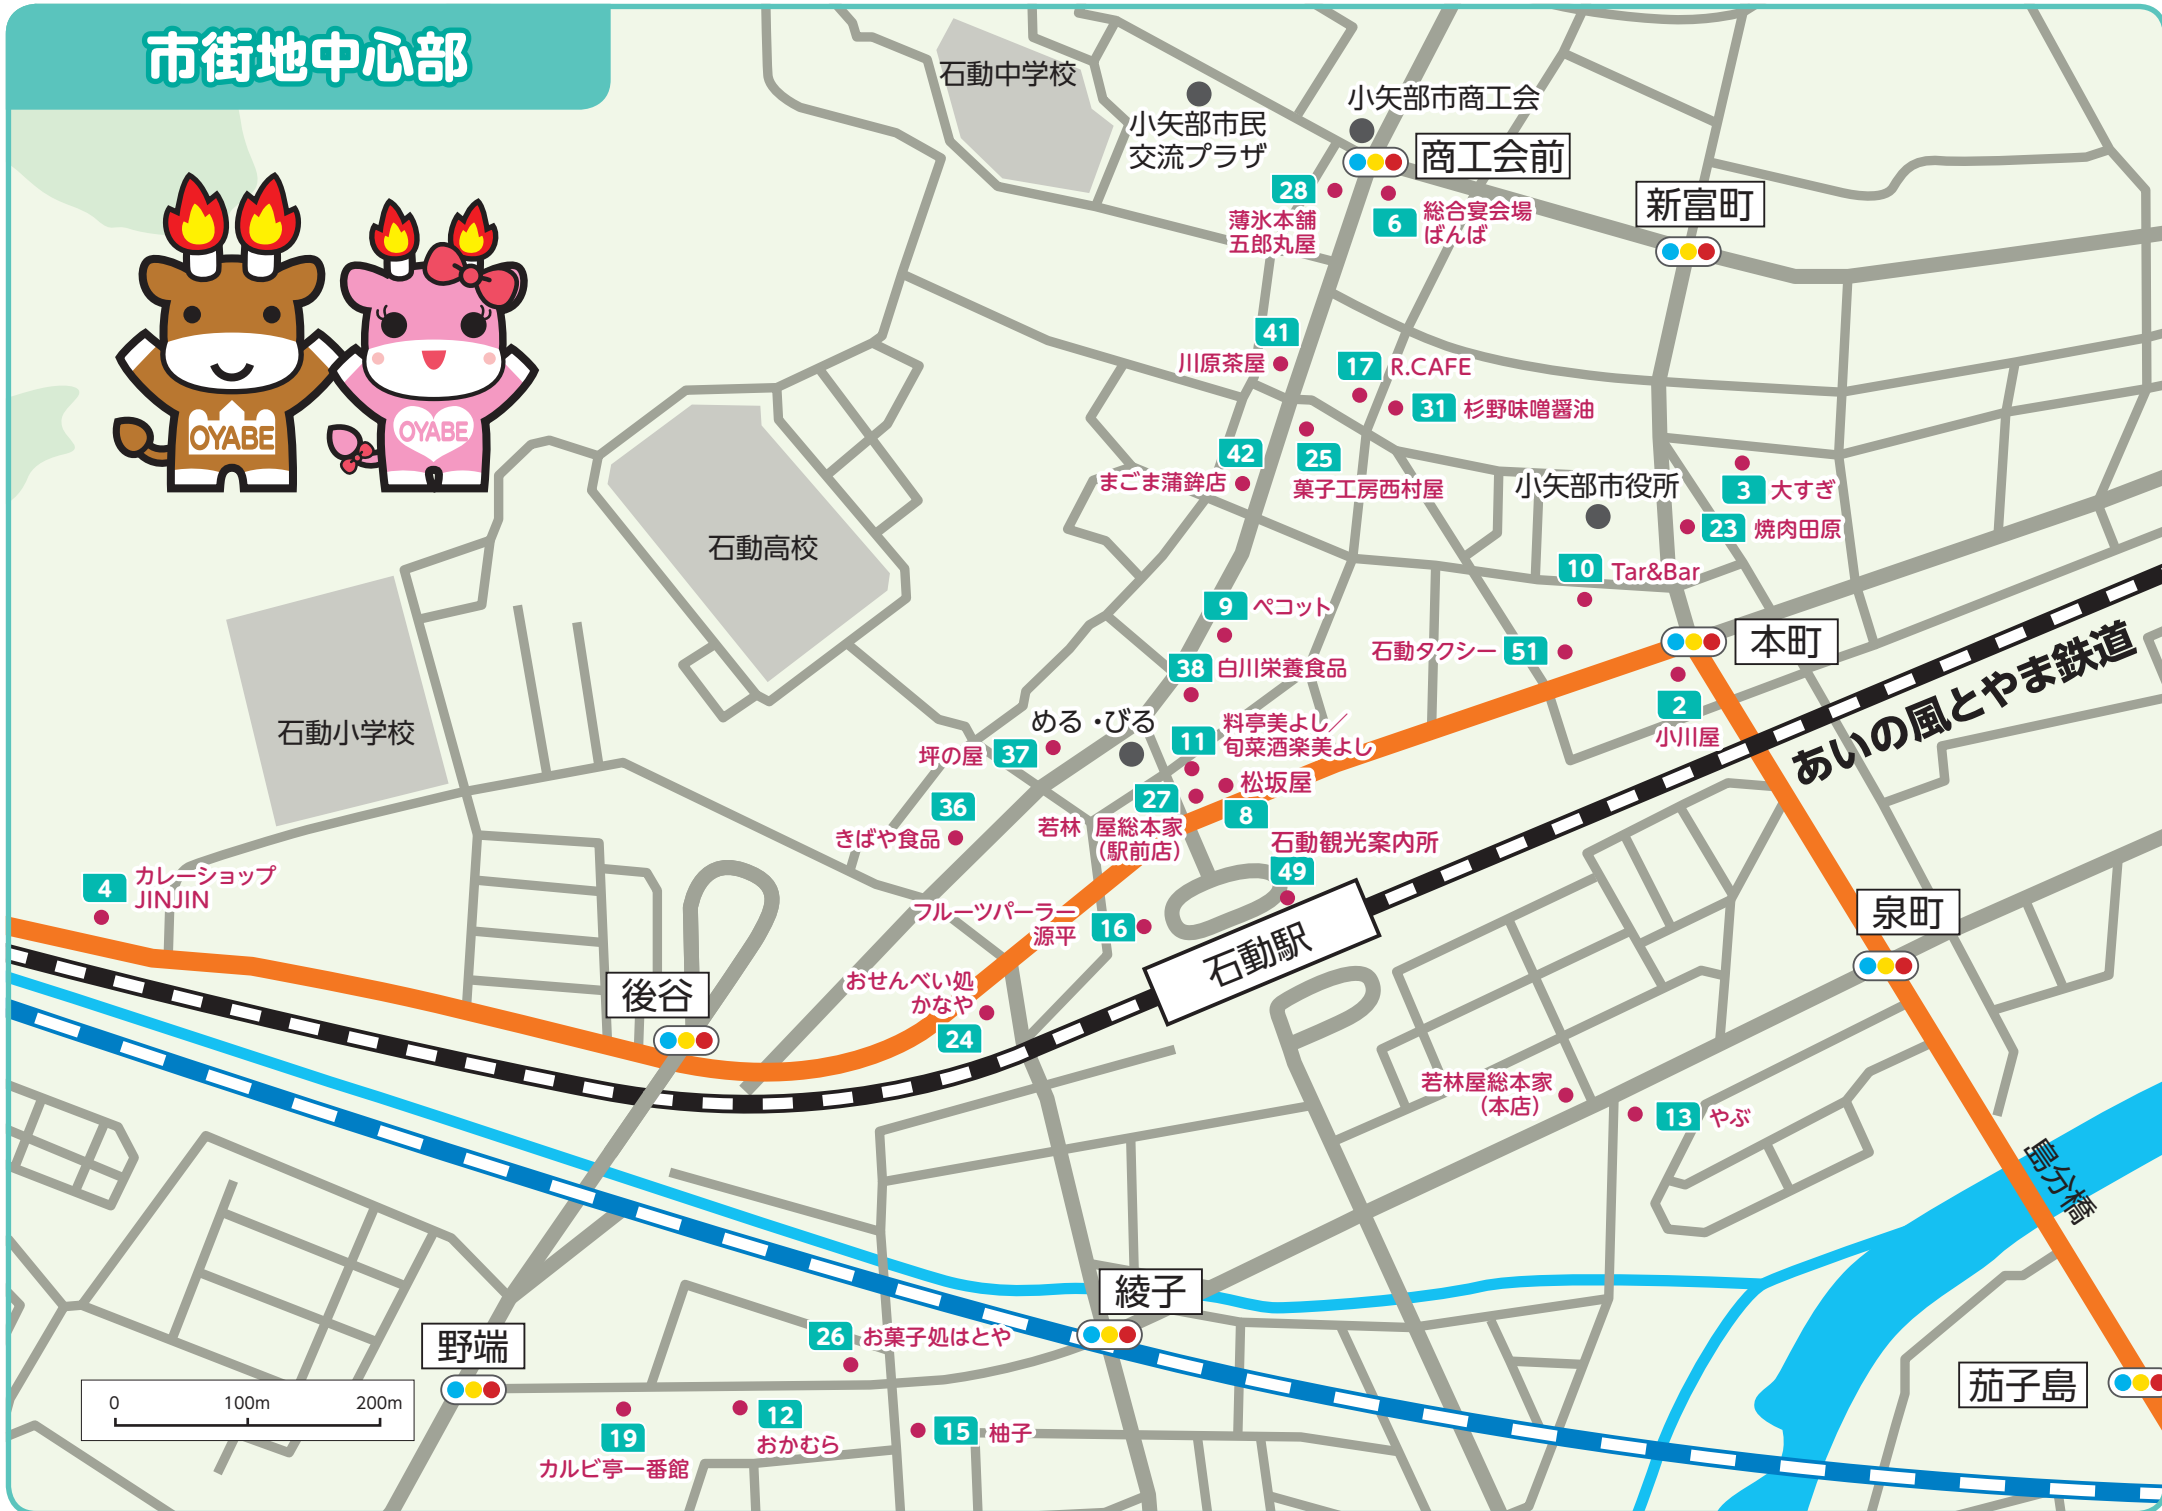 市街地中心部
石動中学校
小矢部市民
交流プラザ
小矢部市商工会
商工会前
新富町
28
薄氷本舗
五郎丸屋
6
総合宴会場
ばんば
OYABE
OYABE
41
川原茶屋
17
R.CAFE
31
杉野味噌醤油
42
まごま蒲鉾店
25
菓子工房西村屋
小矢部市役所
3
大すぎ
23
焼肉田原
石動高校
10
Tar&Bar
9
ペコット
石動タクシー
51
本町
38
白川栄養食品
2
小川屋
あいの風とやま鉄道
石動小学校
める・びる
坪の屋
37
11
料亭美よし／
旬菜酒楽美よし
松坂屋
8
27
若林 屋総本家
（駅前店）
36
きばや食品
石動観光案内所
49
4
カレーショップ
JINJIN
フルーツパーラー
源平
16
石動駅
泉町
後谷
おせんべい処
かなや
24
若林屋総本家
（本店）
13
やぶ
島分橋
綾子
野端
26
お菓子処はとや
茄子島
0 100m 200m
19
カルビ亭一番館
12
おかむら
15
柚子